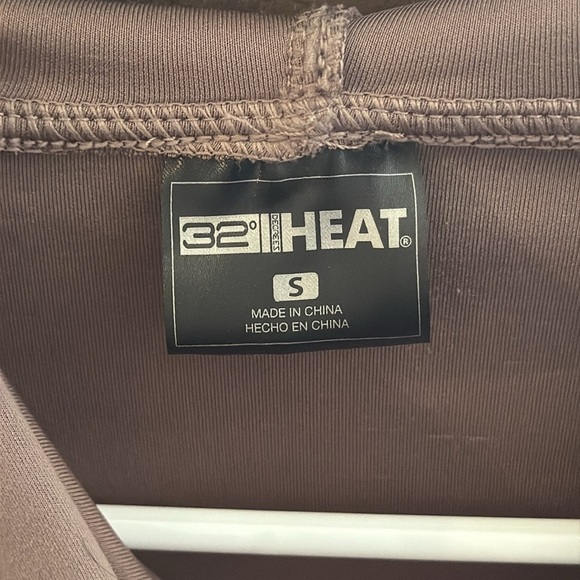 32° DEGREES HEAT®
S
MADE IN CHINA
HECHO EN CHINA